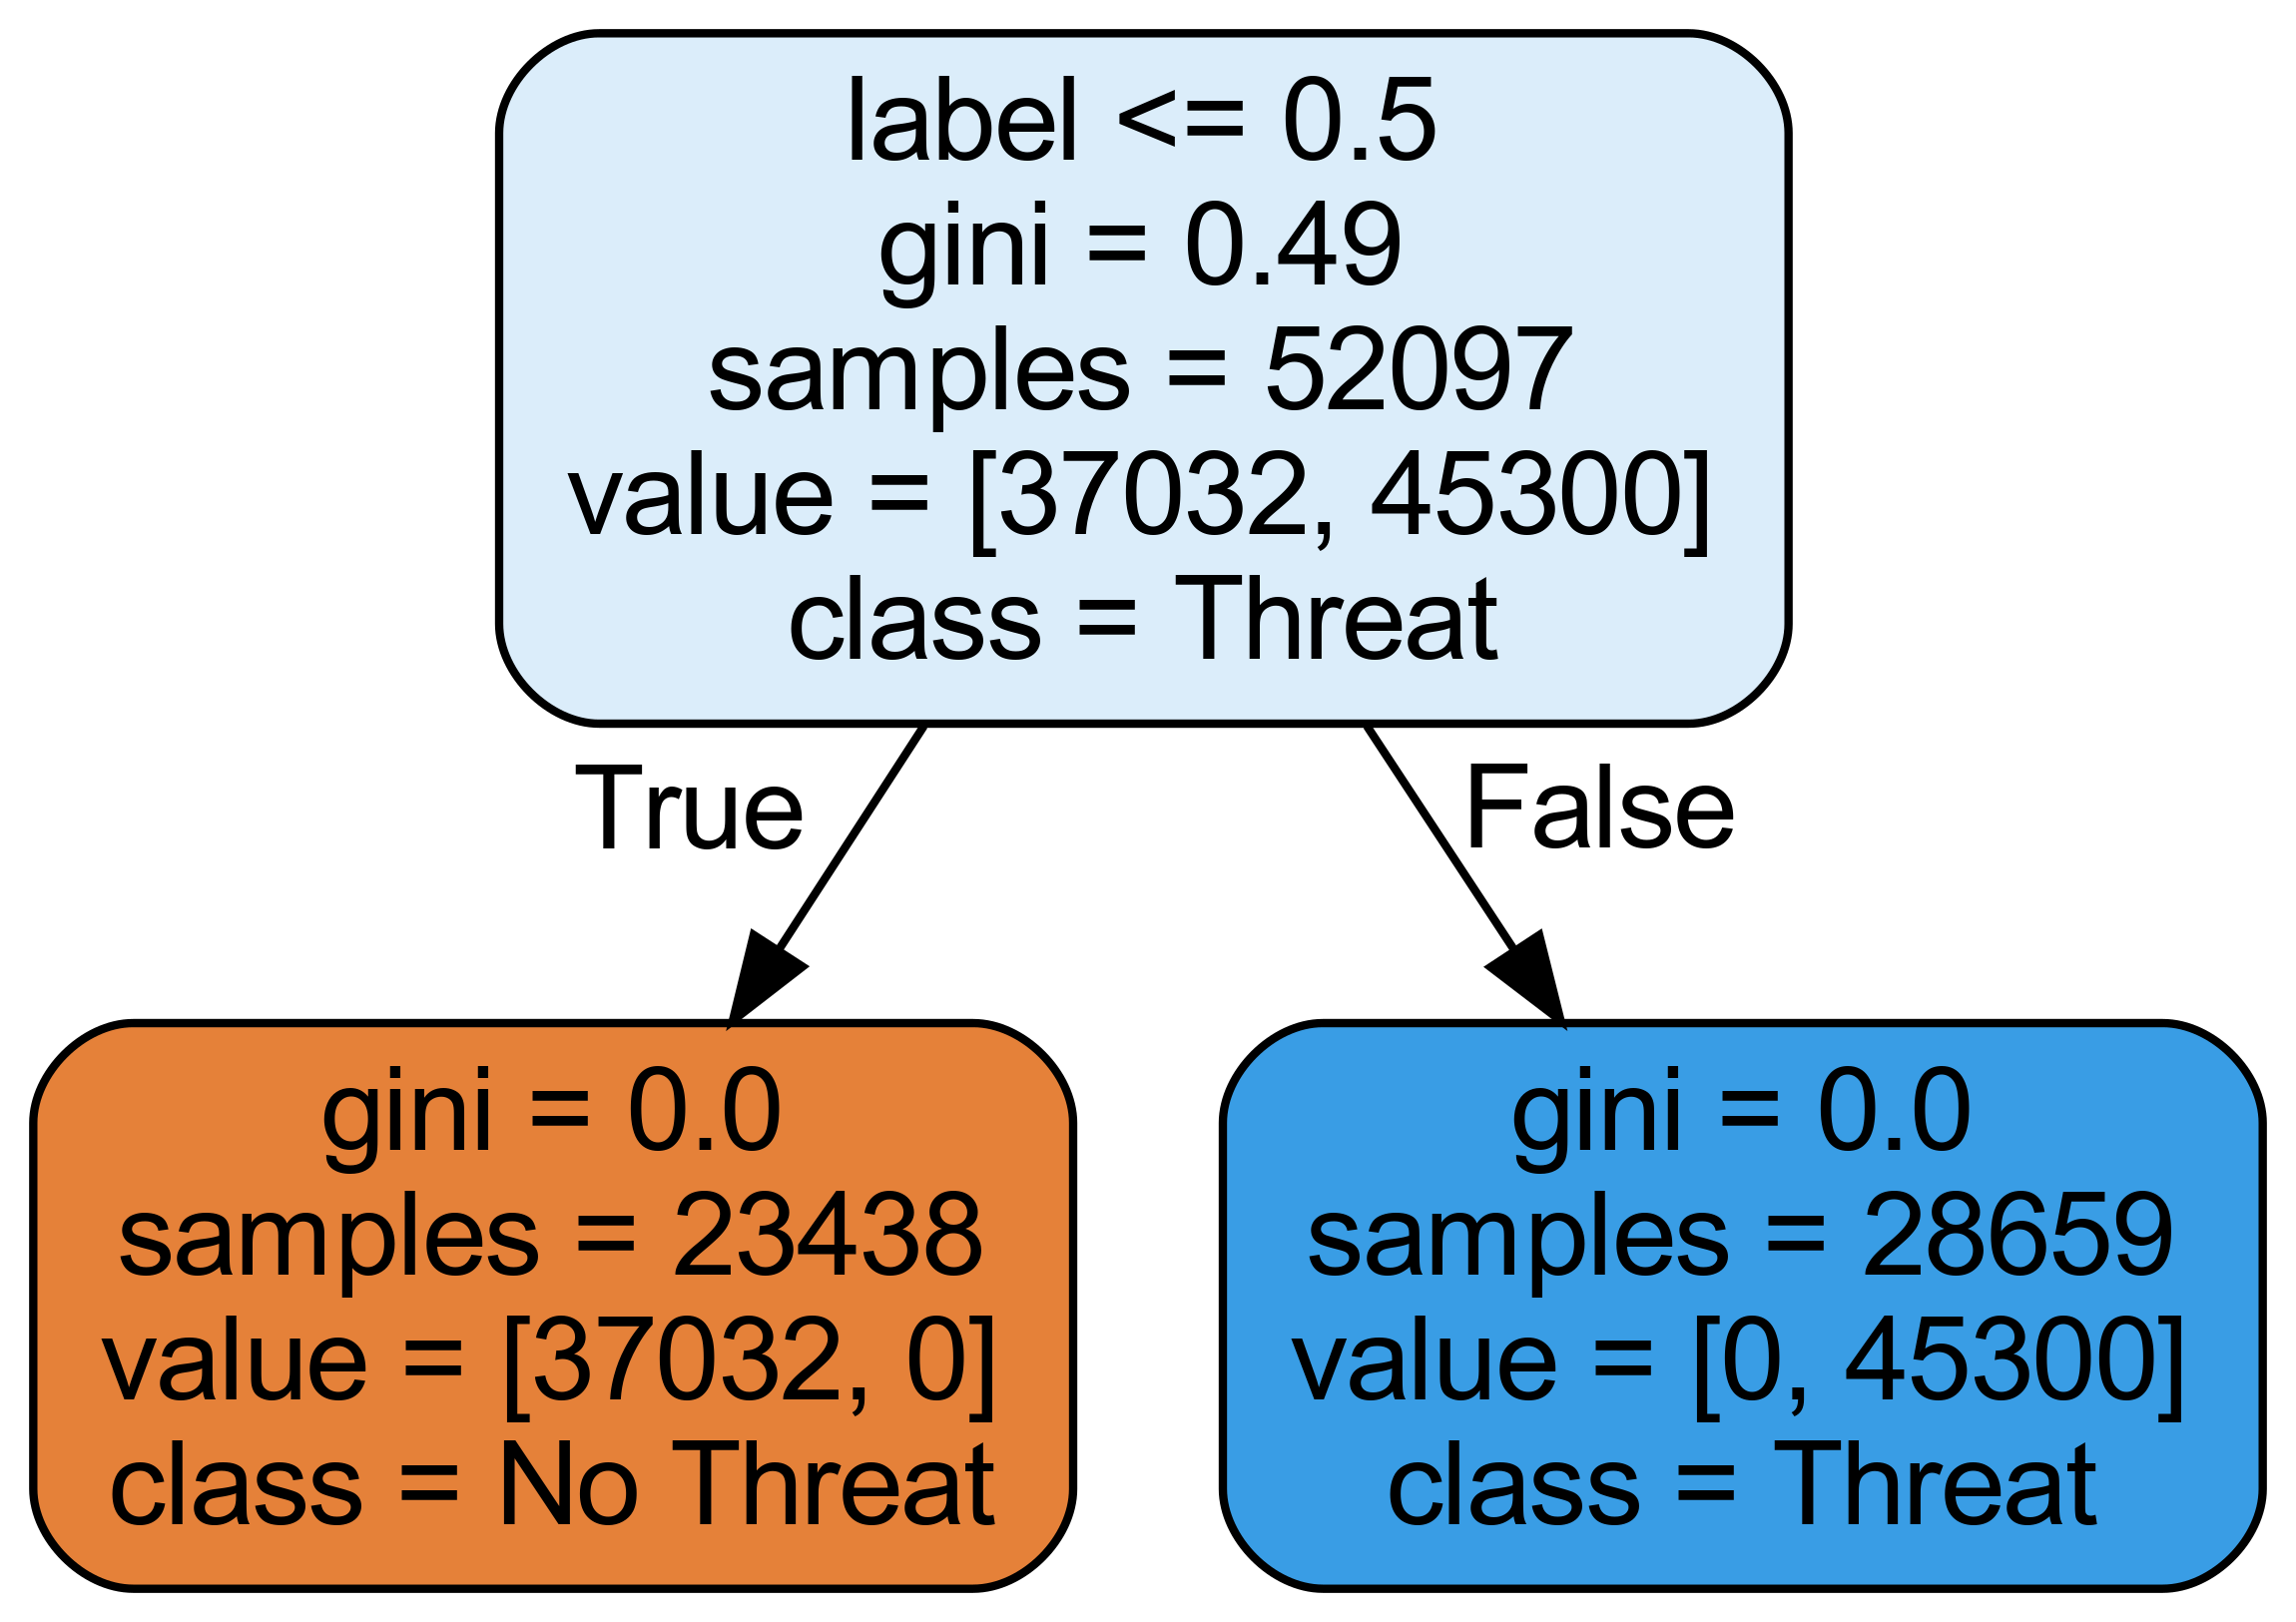 label <= 0.5
gini = 0.49
samples = 52097
value = [37032, 45300]
class = Threat
True
False
gini = 0.0
samples = 23438
value = [37032, 0]
class = No Threat
gini = 0.0
samples = 28659
value = [0, 45300]
class = Threat